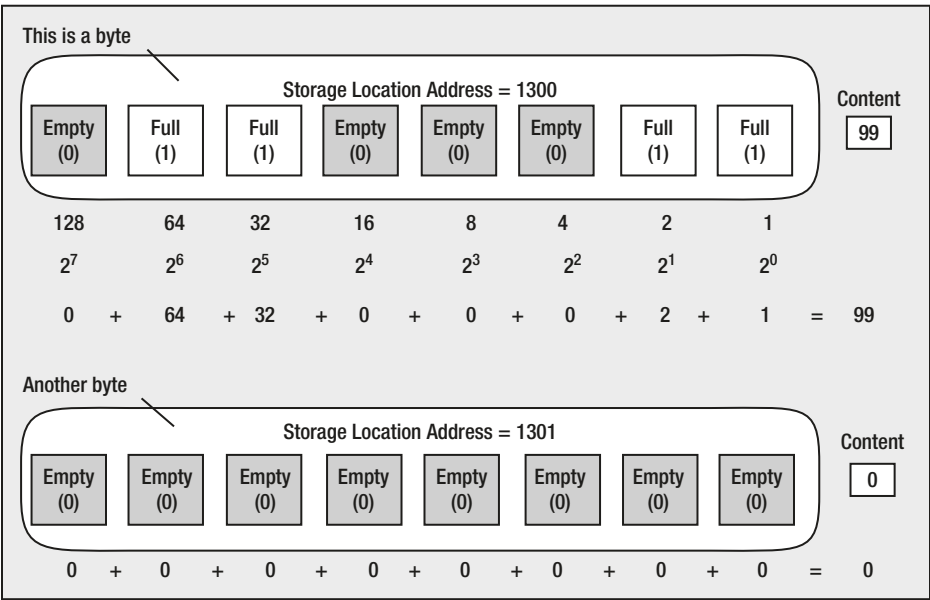 This is a byte
Storage Location Address = 1300
Content
Empty (0) Full (1) Full (1) Empty (0) Empty (0) Empty (0) Full (1) Full (1)
99
128 64 32 16 8 4 2 1
2⁷ 2⁶ 2⁵ 2⁴ 2³ 2² 2¹ 2⁰
0 + 64 + 32 + 0 + 0 + 0 + 2 + 1 = 99
Another byte
Storage Location Address = 1301
Content
Empty (0) Empty (0) Empty (0) Empty (0) Empty (0) Empty (0) Empty (0) Empty (0)
0
0 + 0 + 0 + 0 + 0 + 0 + 0 + 0 = 0